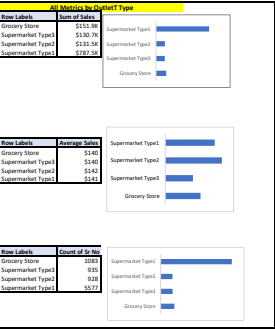 All Metrics by OutletT Type
Row Labels Sum of Sales
Grocery Store $151.9K
Supermarket Type3 $130.7K
Supermarket Type2 $131.5K
Supermarket Type1 $787.5K
Supermarket Type1
Supermarket Type2
Supermarket Type3
Grocery Store
Row Labels Average Sales
Grocery Store $140
Supermarket Type3 $140
Supermarket Type2 $142
Supermarket Type1 $141
Supermarket Type1
Supermarket Type2
Supermarket Type3
Grocery Store
Row Labels Count of Sr No
Grocery Store 1083
Supermarket Type3 935
Supermarket Type2 928
Supermarket Type1 5577
Supermarket Type1
Supermarket Type2
Supermarket Type3
Grocery Store